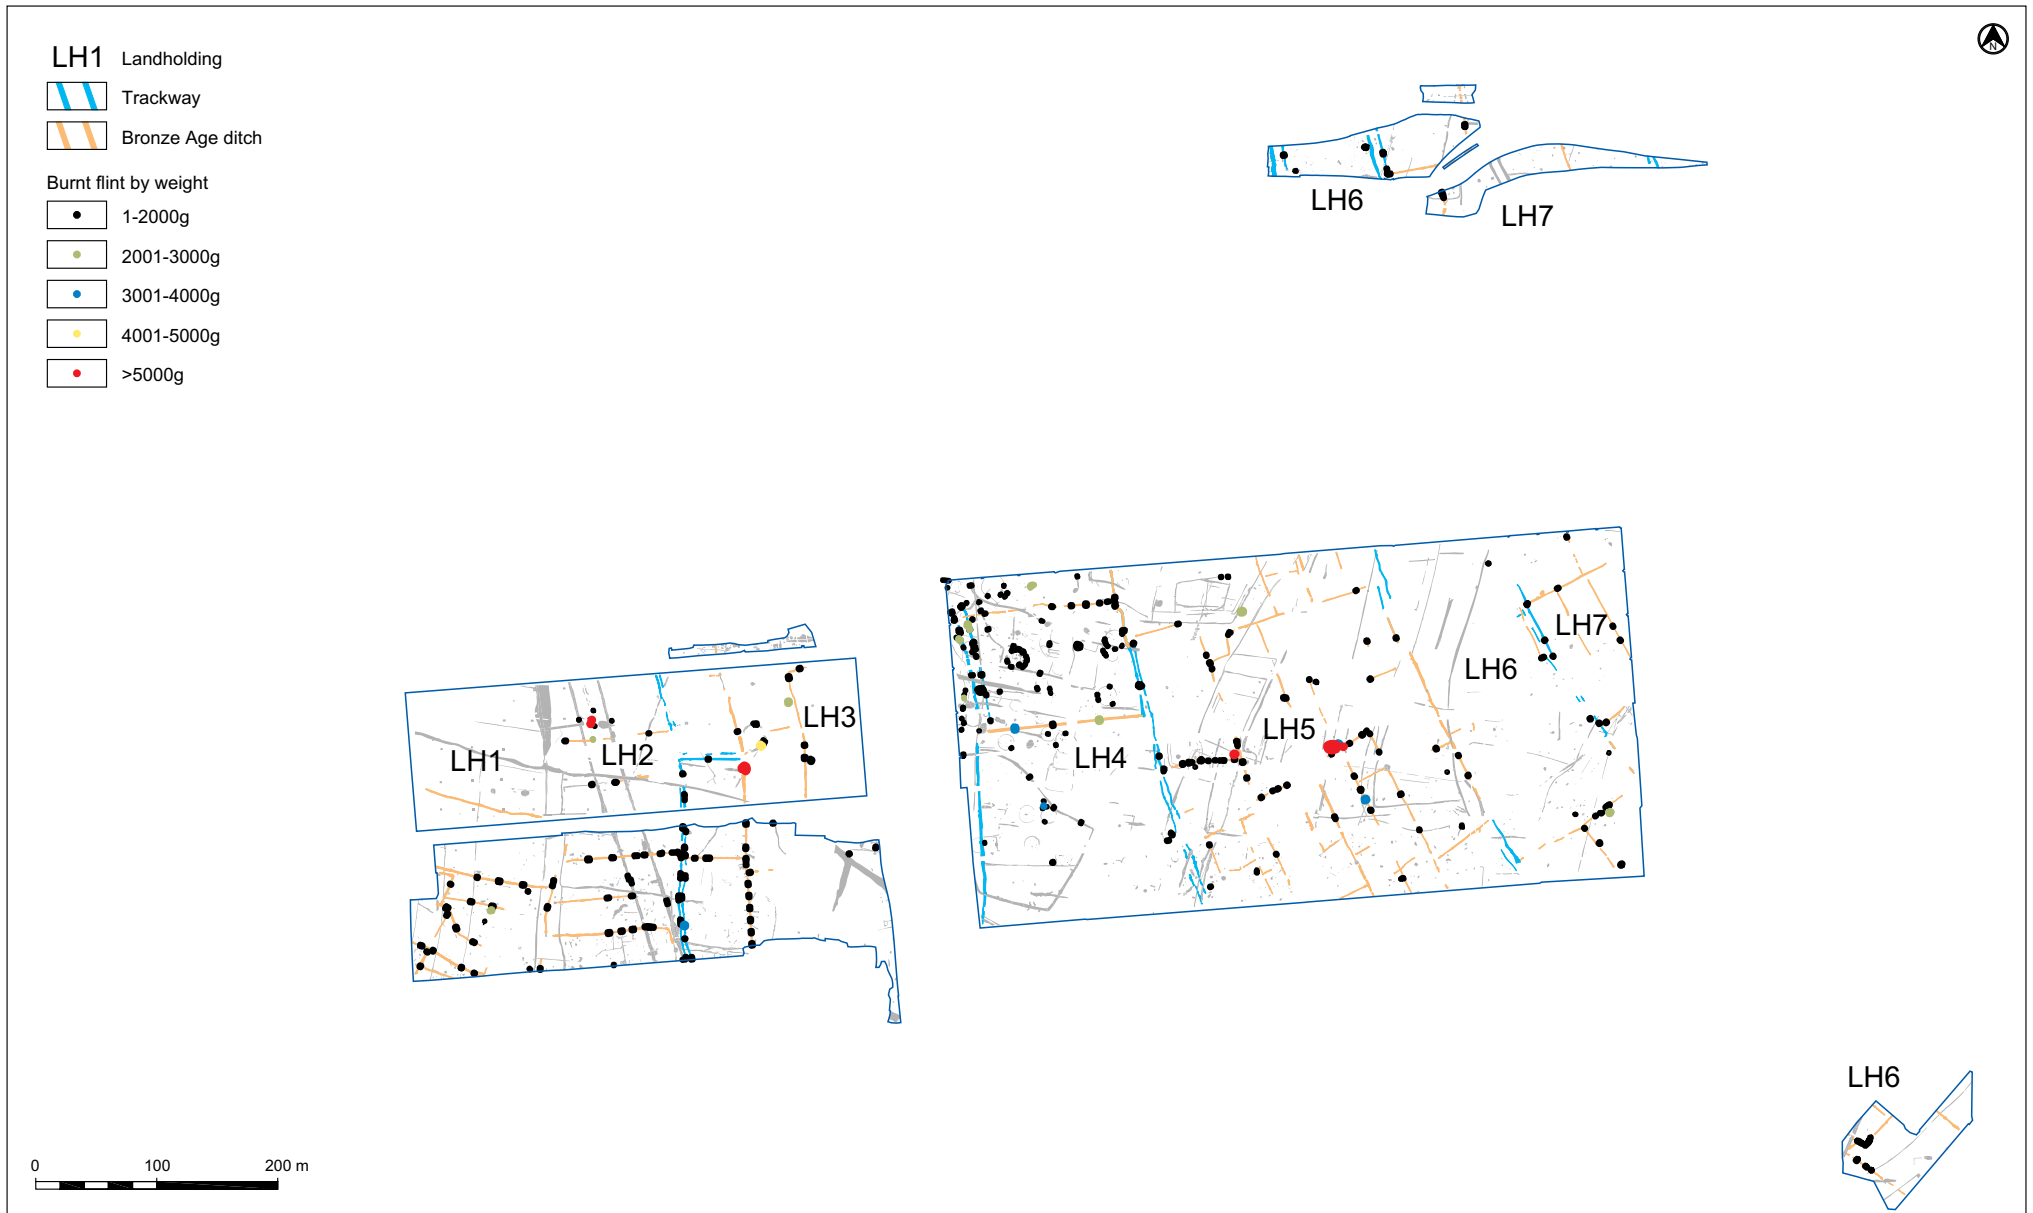 LH1 Landholding
Trackway
Bronze Age ditch
Burnt flint by weight
1-2000g
2001-3000g
3001-4000g
4001-5000g
>5000g
N
LH6
LH7
LH7
LH6
LH3
LH5
LH2
LH1
LH4
LH6
0 100 200 m